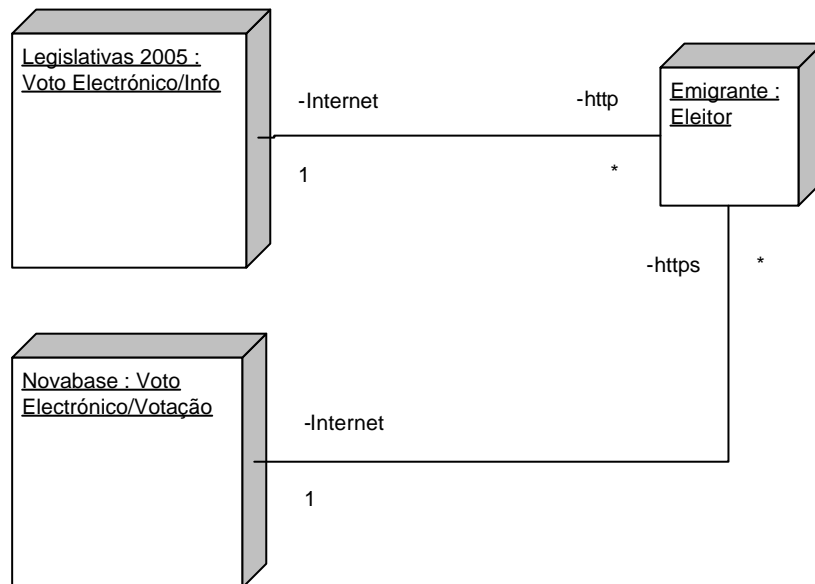 Legislativas 2005 :
Voto Electrónico/Info
-Internet
-http
Emigrante :
Eleitor
1
*
-https
*
Novabase : Voto
Electrónico/Votação
-Internet
1